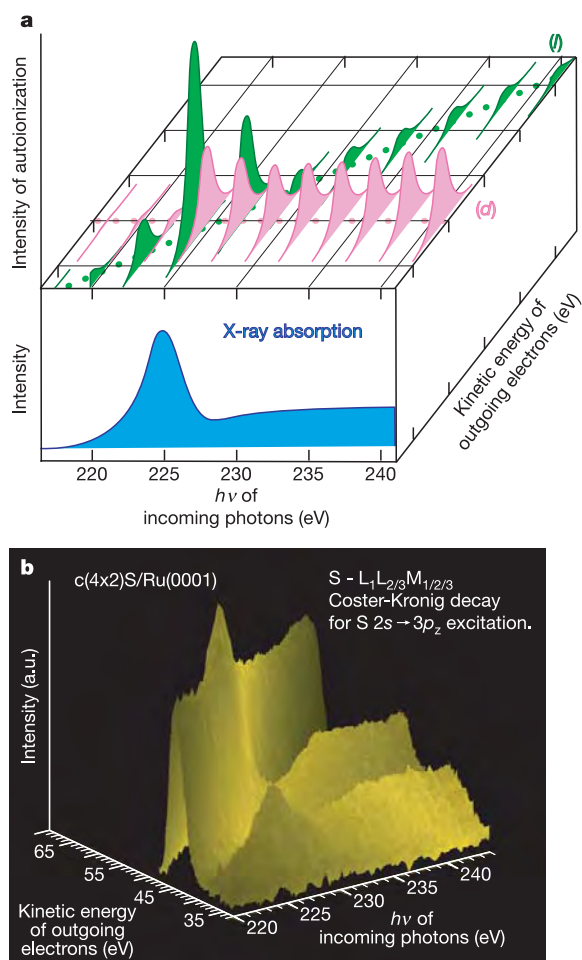 a
Intensity of autoionization
(l)
(d)
Kinetic energy of
outgoing electrons (eV)
X-ray absorption
Intensity
220 225 230 235 240
hν of
incoming photons (eV)
b
c(4x2)S/Ru(0001)
S - L₁L₂/₃M₁/₂/₃
Coster-Kronig decay
for S 2s → 3p_z excitation.
Intensity (a.u.)
65 55 45 35
Kinetic energy
of outgoing
electrons (eV)
220 225 230 235 240
hν of
incoming photons (eV)